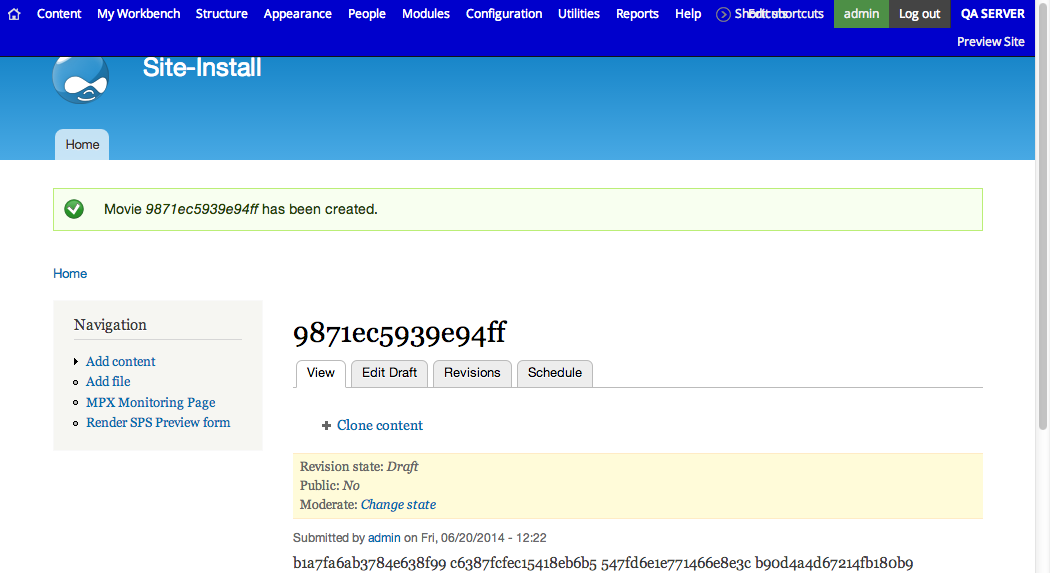 Content My Workbench Structure Appearance People Modules Configuration Utilities Reports Help Edit shortcuts admin Log out QA SERVER
Preview Site
Site-Install
Home
Movie 9871ec5939e94ff has been created.
Home
Navigation
Add content
Add file
MPX Monitoring Page
Render SPS Preview form
9871ec5939e94ff
View Edit Draft Revisions Schedule
Clone content
Revision state: Draft
Public: No
Moderate: Change state
Submitted by admin on Fri, 06/20/2014 - 12:22
b1a7fa6ab3784e638f99 c6387fcfec15418eb6b5 547fd6e1e771466e8e3c b90d4a4d67214fb180b9